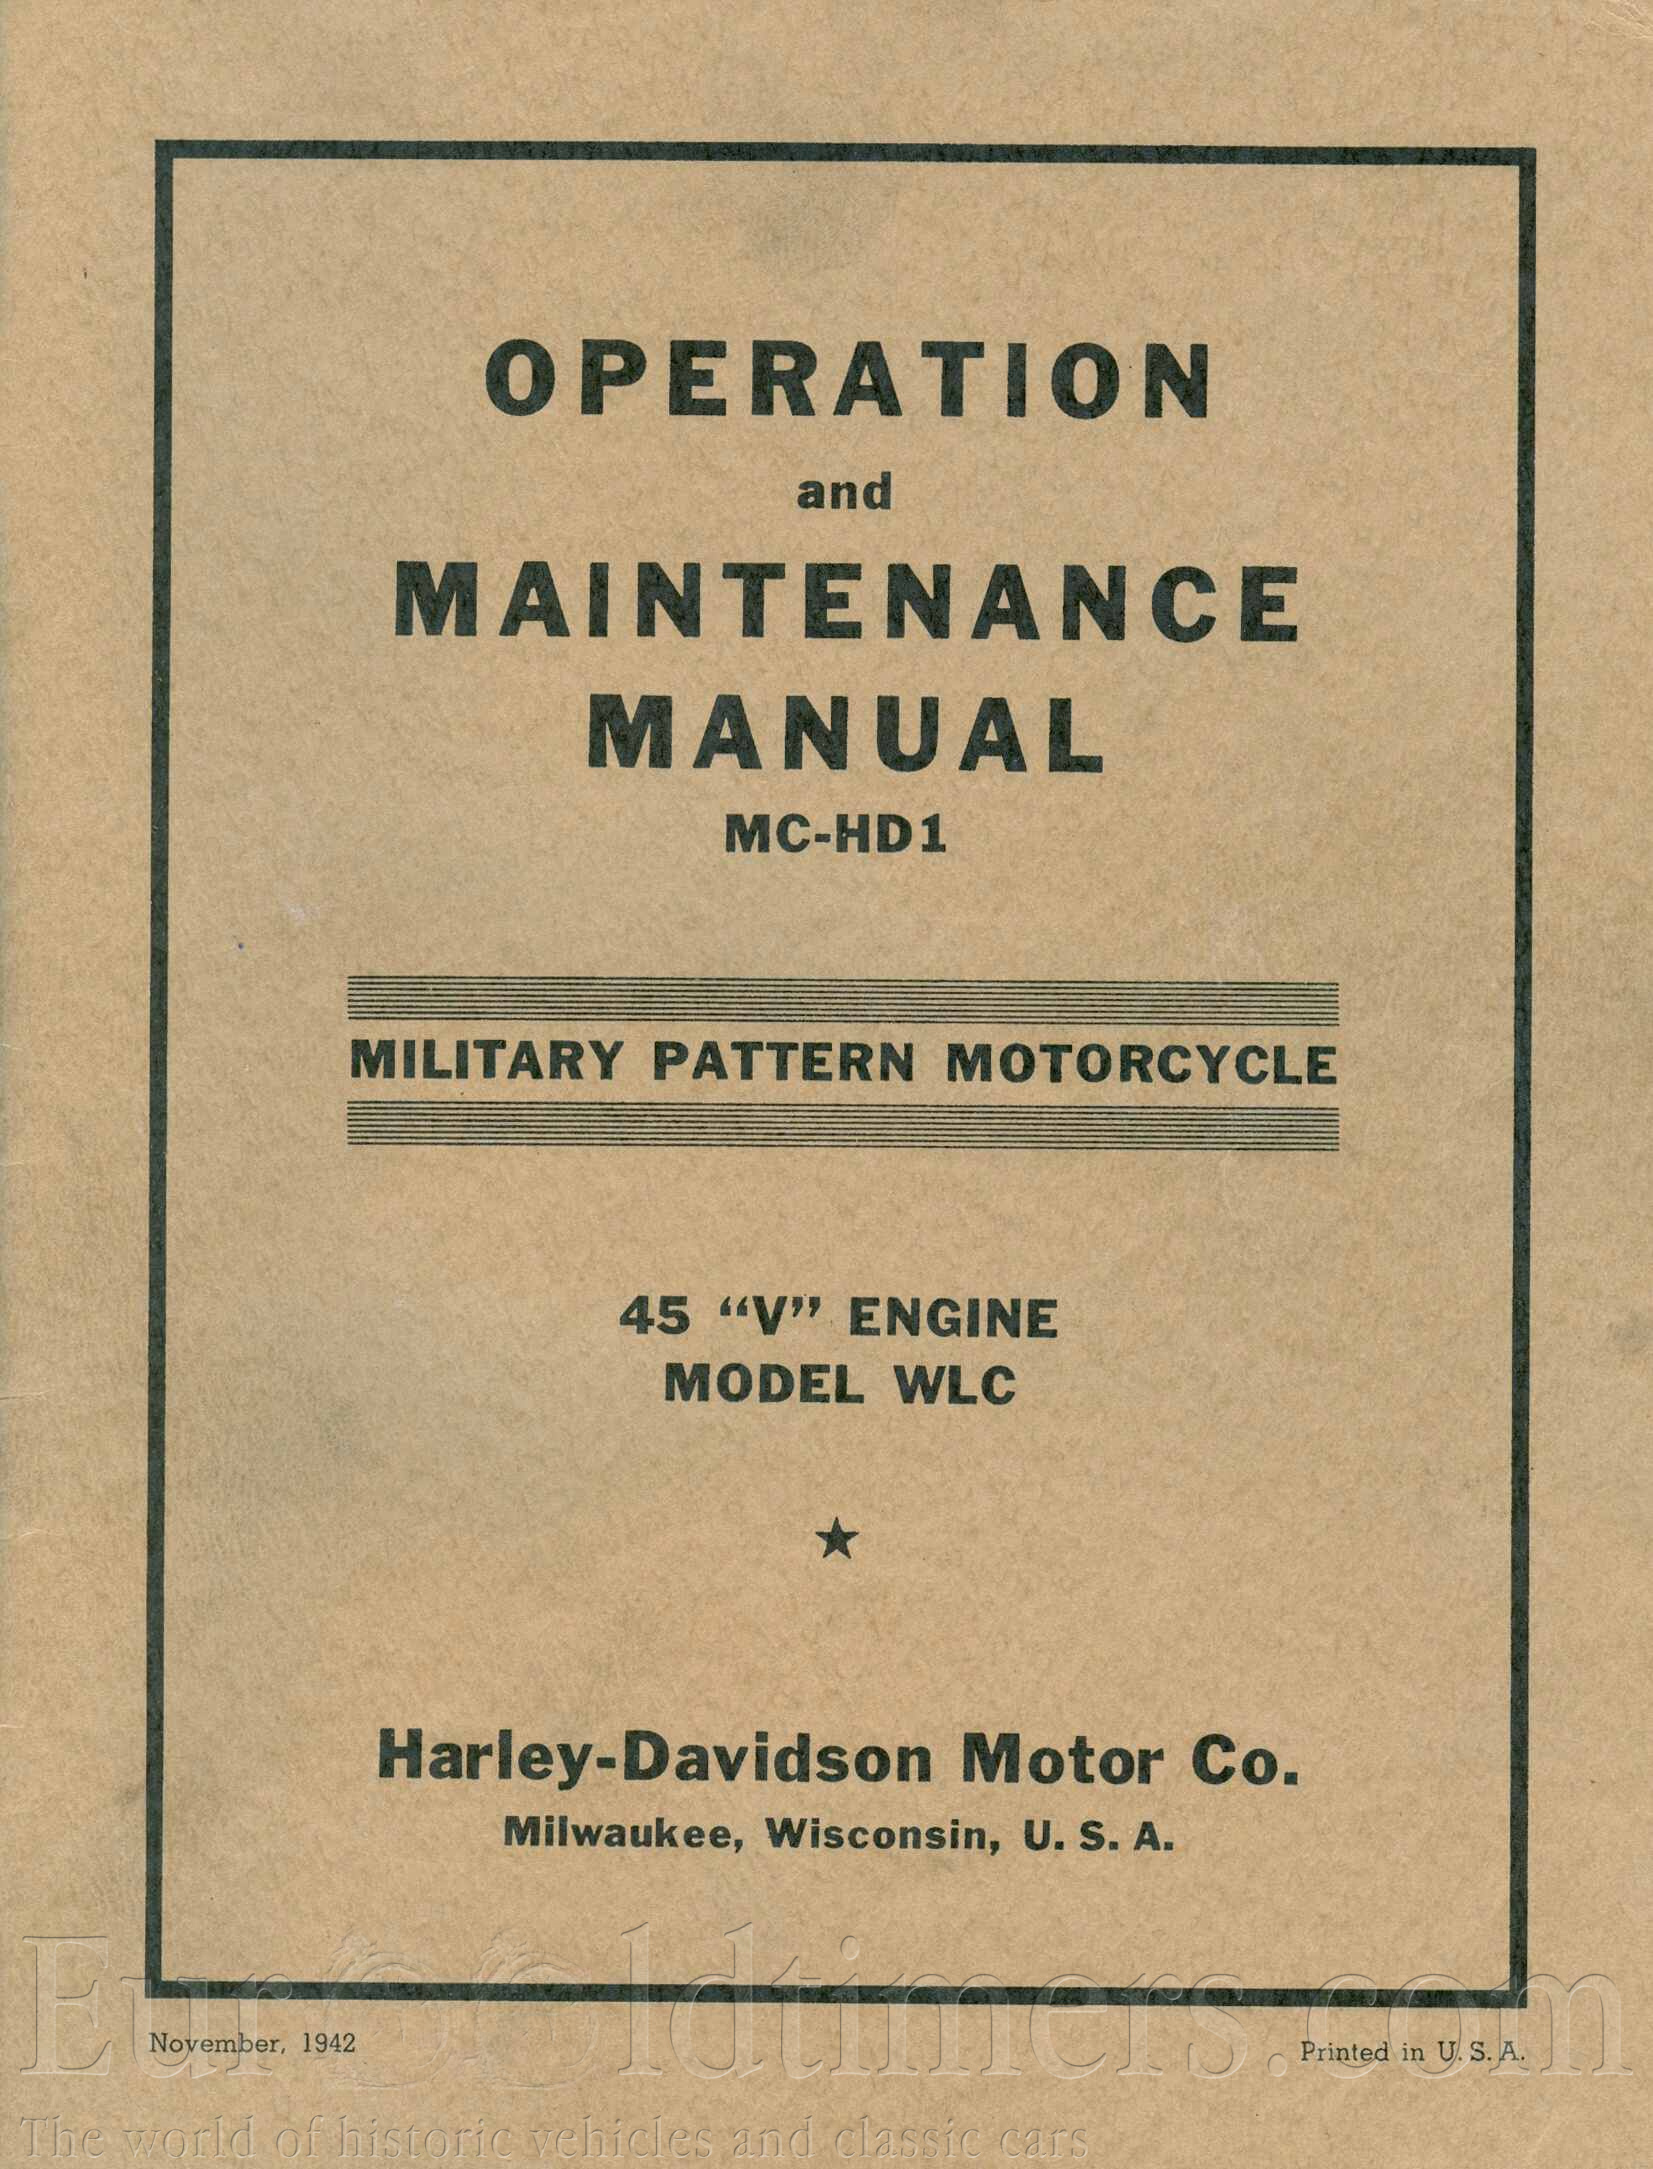 OPERATION
and
MAINTENANCE
MANUAL
MC-HD1
MILITARY PATTERN MOTORCYCLE
45 “V” ENGINE
MODEL WLC
Harley-Davidson Motor Co.
Milwaukee, Wisconsin, U. S. A.
November, 1942
Printed in U. S. A.
EuroOldtimers.com
The world of historic vehicles and classic cars